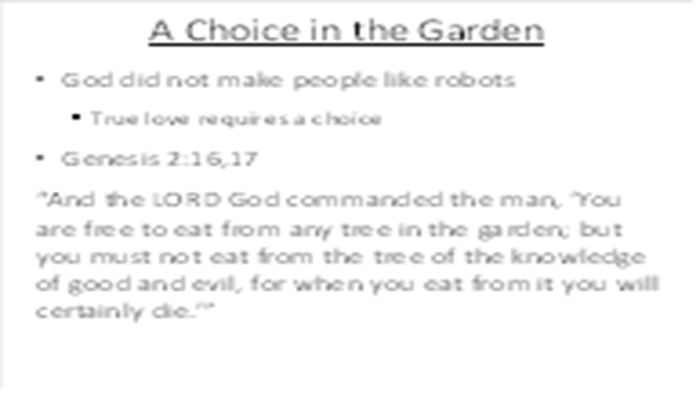 A Choice in the Garden
• God did not make people like robots
▪ True love requires a choice
• Genesis 2:16,17
"And the LORD God commanded the man, "You
are free to eat from any tree in the garden; but
you must not eat from the tree of the knowledge
of good and evil, for when you eat from it you will
certainly die.""